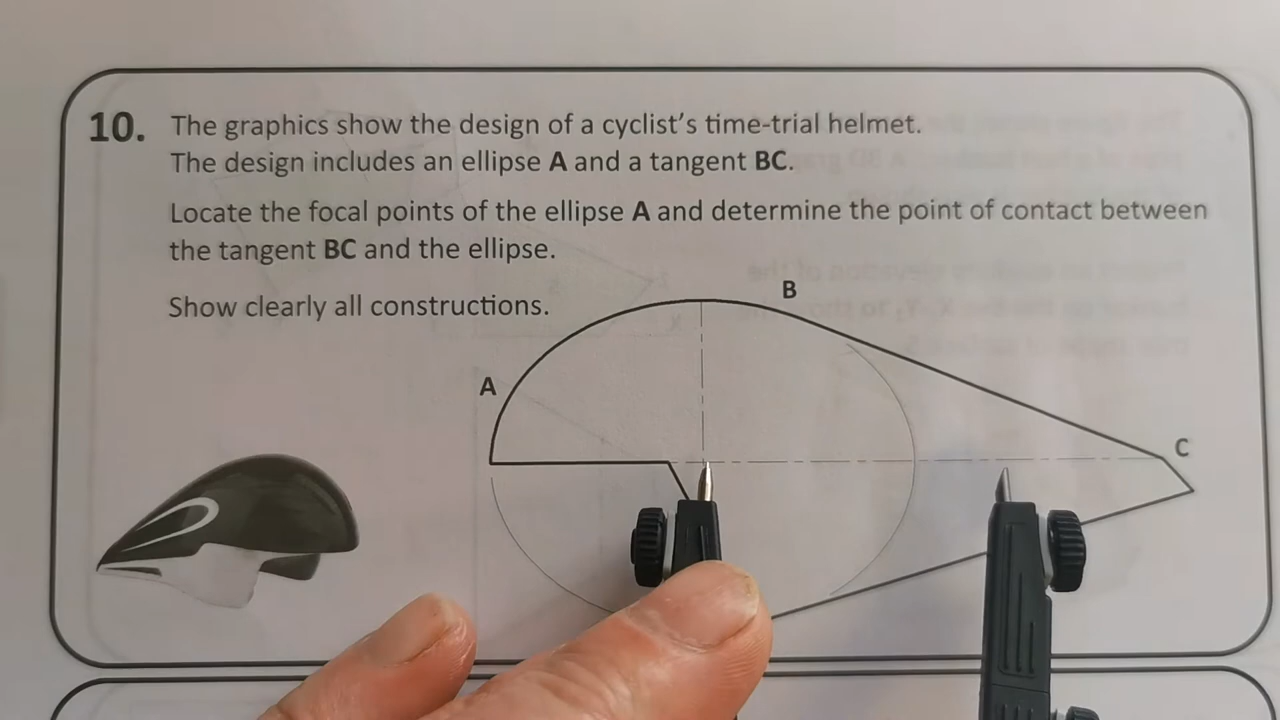 10. The graphics show the design of a cyclist's time-trial helmet.
The design includes an ellipse A and a tangent BC.
Locate the focal points of the ellipse A and determine the point of contact between
the tangent BC and the ellipse.
Show clearly all constructions.
B
A
C